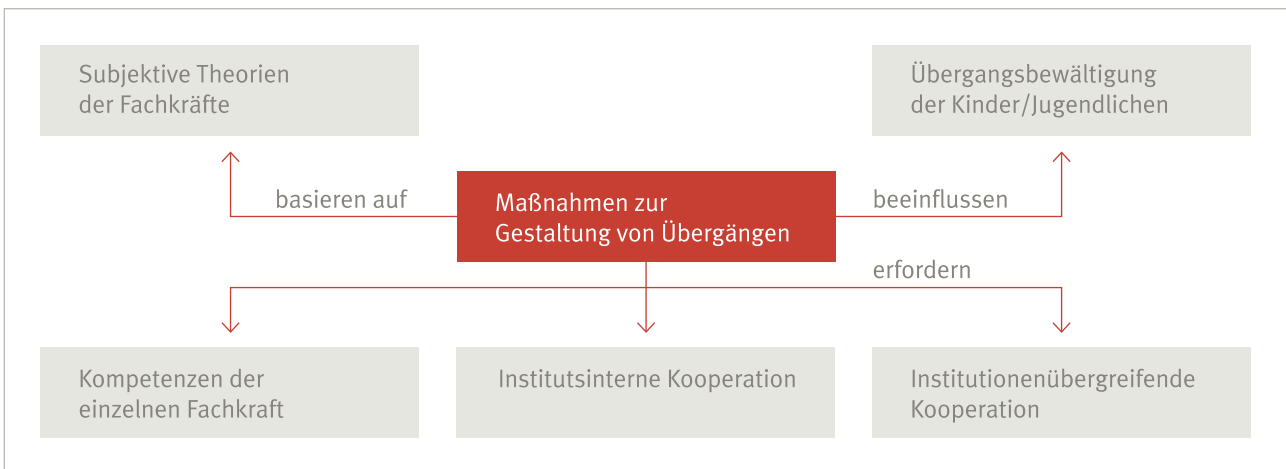 Subjektive Theorien
der Fachkräfte
Übergangsbewältigung
der Kinder/Jugendlichen
basieren auf
Maßnahmen zur
Gestaltung von Übergängen
beeinflussen
erfordern
Kompetenzen der
einzelnen Fachkraft
Institutsinterne Kooperation
Institutionenübergreifende
Kooperation